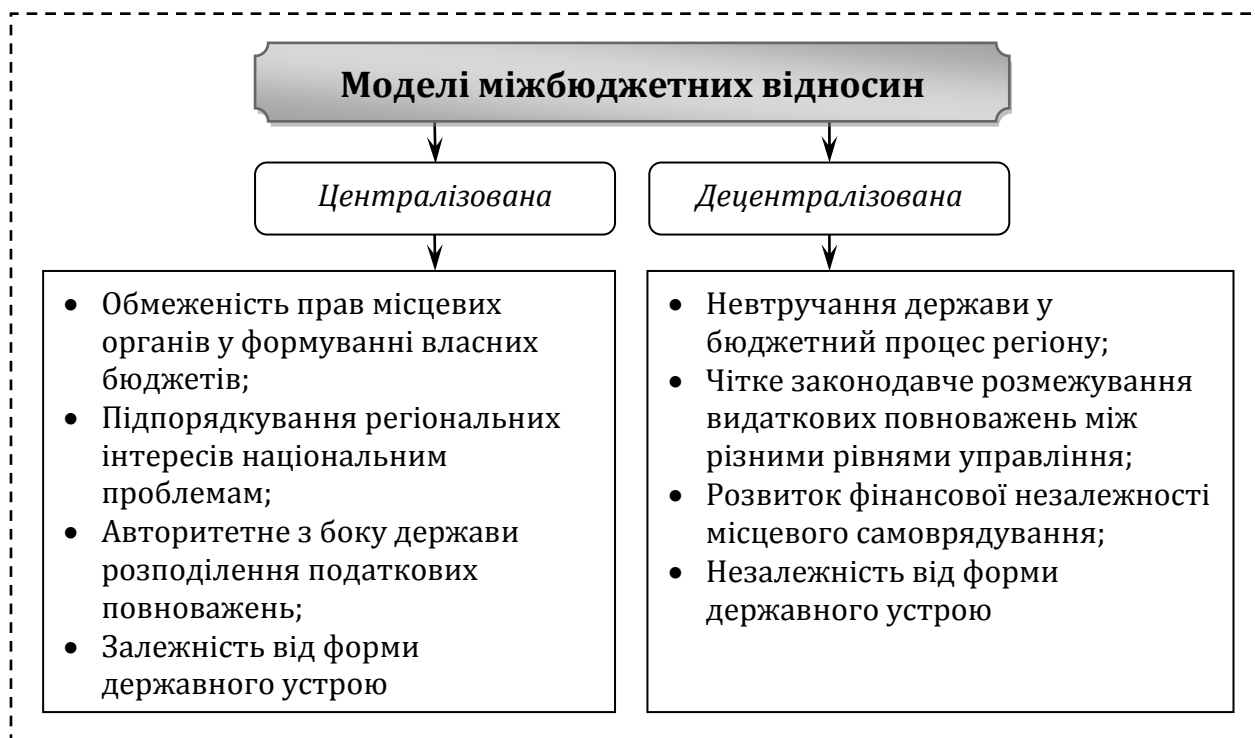 Моделі міжбюджетних відносин
Централізована
Децентралізована
• Обмеженість прав місцевих
органів у формуванні власних
бюджетів;
• Підпорядкування регіональних
інтересів національним
проблемам;
• Авторитетне з боку держави
розподілення податкових
повноважень;
• Залежність від форми
державного устрою
• Невтручання держави у
бюджетний процес регіону;
• Чітке законодавче розмежування
видаткових повноважень між
різними рівнями управління;
• Розвиток фінансової незалежності
місцевого самоврядування;
• Незалежність від форми
державного устрою